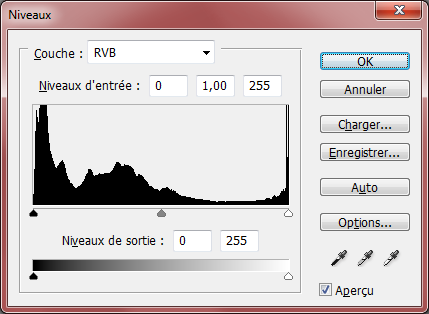 Niveaux
Couche : RVB
OK
Niveaux d'entrée : 0 1,00 255
Annuler
Charger...
Enregistrer...
Auto
Options...
Niveaux de sortie : 0 255
Aperçu